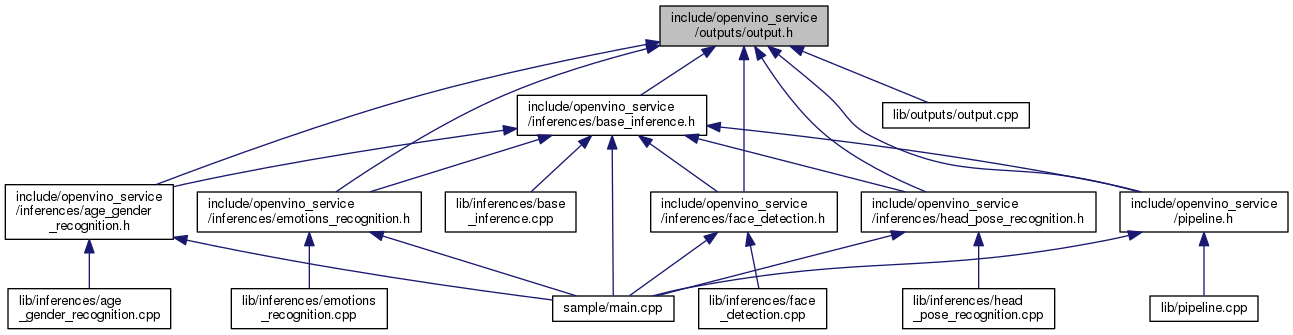 include/openvino_service
/outputs/output.h
include/openvino_service
/inferences/base_inference.h
lib/outputs/output.cpp
include/openvino_service
/inferences/age_gender
_recognition.h
include/openvino_service
/inferences/emotions_recognition.h
lib/inferences/base
_inference.cpp
include/openvino_service
/inferences/face_detection.h
include/openvino_service
/inferences/head_pose_recognition.h
include/openvino_service
/pipeline.h
lib/inferences/age
_gender_recognition.cpp
lib/inferences/emotions
_recognition.cpp
sample/main.cpp
lib/inferences/face
_detection.cpp
lib/inferences/head
_pose_recognition.cpp
lib/pipeline.cpp